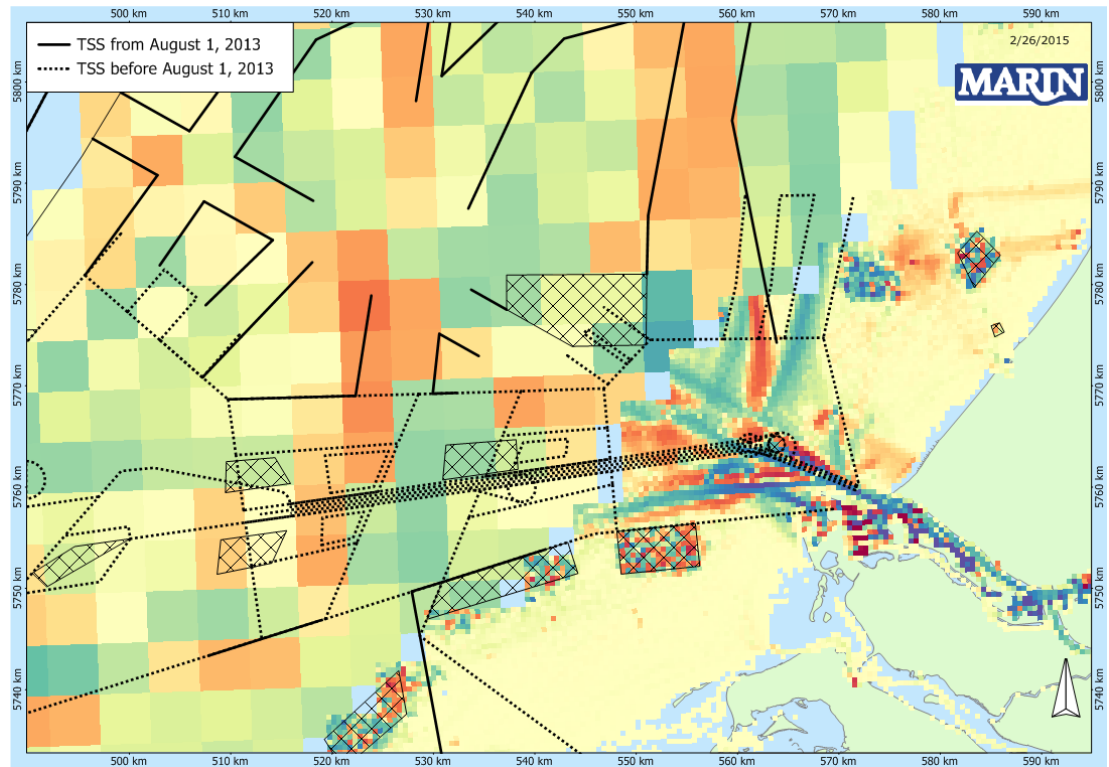 500 km 510 km 520 km 530 km 540 km 550 km 560 km 570 km 580 km 590 km
TSS from August 1, 2013
TSS before August 1, 2013
2/26/2015
MARIN
5800 km 5800 km
5790 km 5790 km
5780 km 5780 km
5770 km 5770 km
5760 km 5760 km
5750 km 5750 km
5740 km 5740 km
500 km 510 km 520 km 530 km 540 km 550 km 560 km 570 km 580 km 590 km